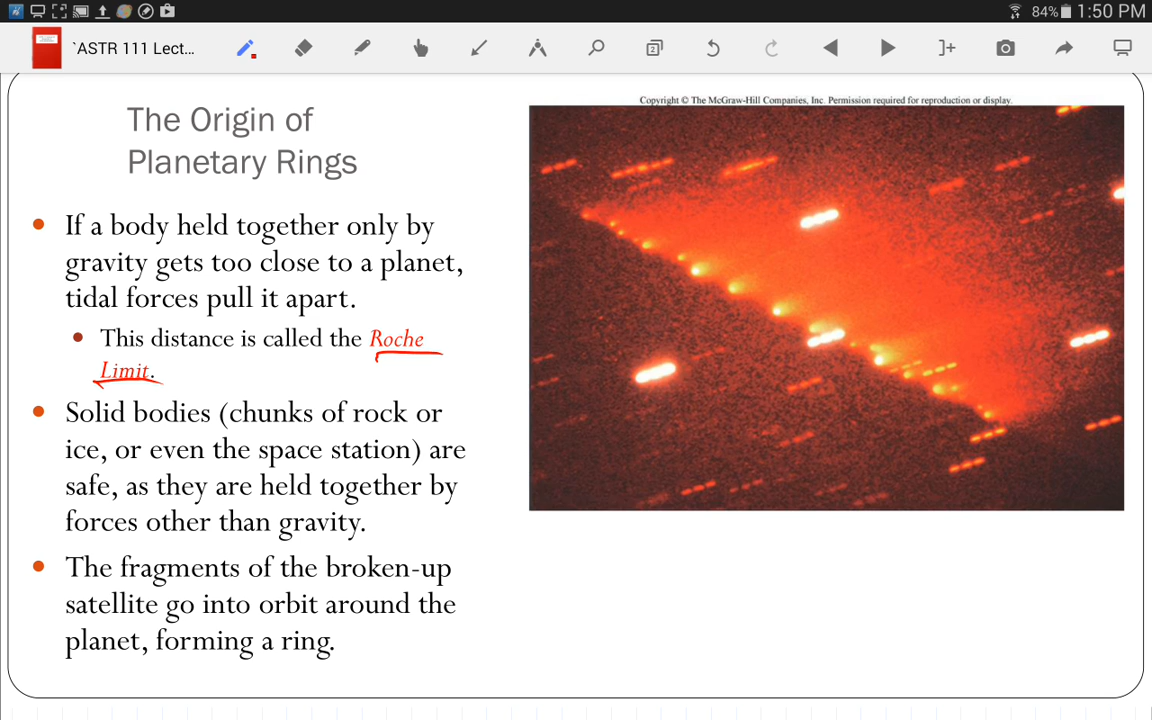 84% 1:50 PM
`ASTR 111 Lect...
2
Copyright © The McGraw-Hill Companies, Inc. Permission required for reproduction or display.
The Origin of
Planetary Rings
• If a body held together only by
gravity gets too close to a planet,
tidal forces pull it apart.
• This distance is called the Roche
Limit.
• Solid bodies (chunks of rock or
ice, or even the space station) are
safe, as they are held together by
forces other than gravity.
• The fragments of the broken-up
satellite go into orbit around the
planet, forming a ring.